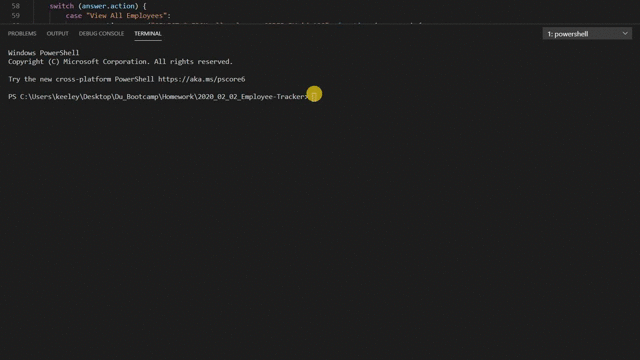 58 switch (answer.action) {
59 case "View All Employees":
PROBLEMS OUTPUT DEBUG CONSOLE TERMINAL 1: powershell
Windows PowerShell
Copyright (C) Microsoft Corporation. All rights reserved.
Try the new cross-platform PowerShell https://aka.ms/pscore6
PS C:\Users\keeley\Desktop\Du_Bootcamp\Homework\2020_02_02_Employee-Tracker>